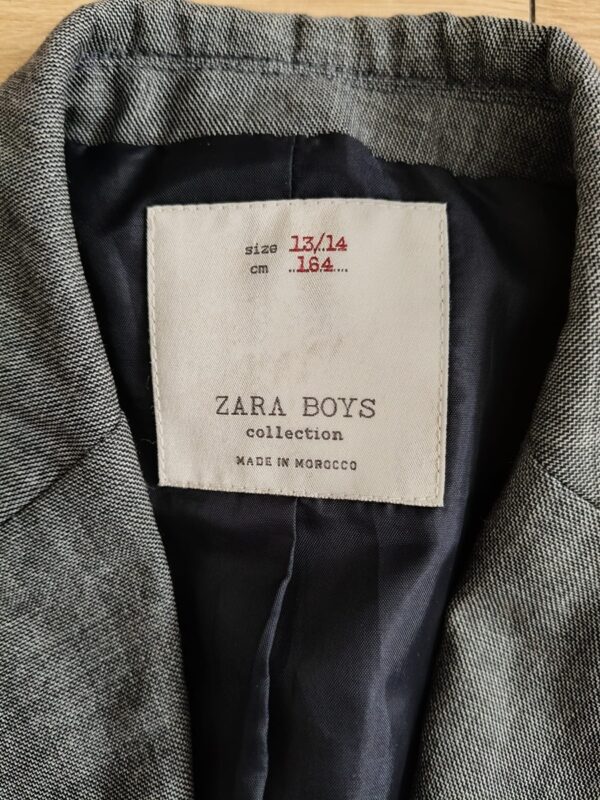 size 13/14
cm 164
ZARA BOYS
collection
MADE IN MOROCCO